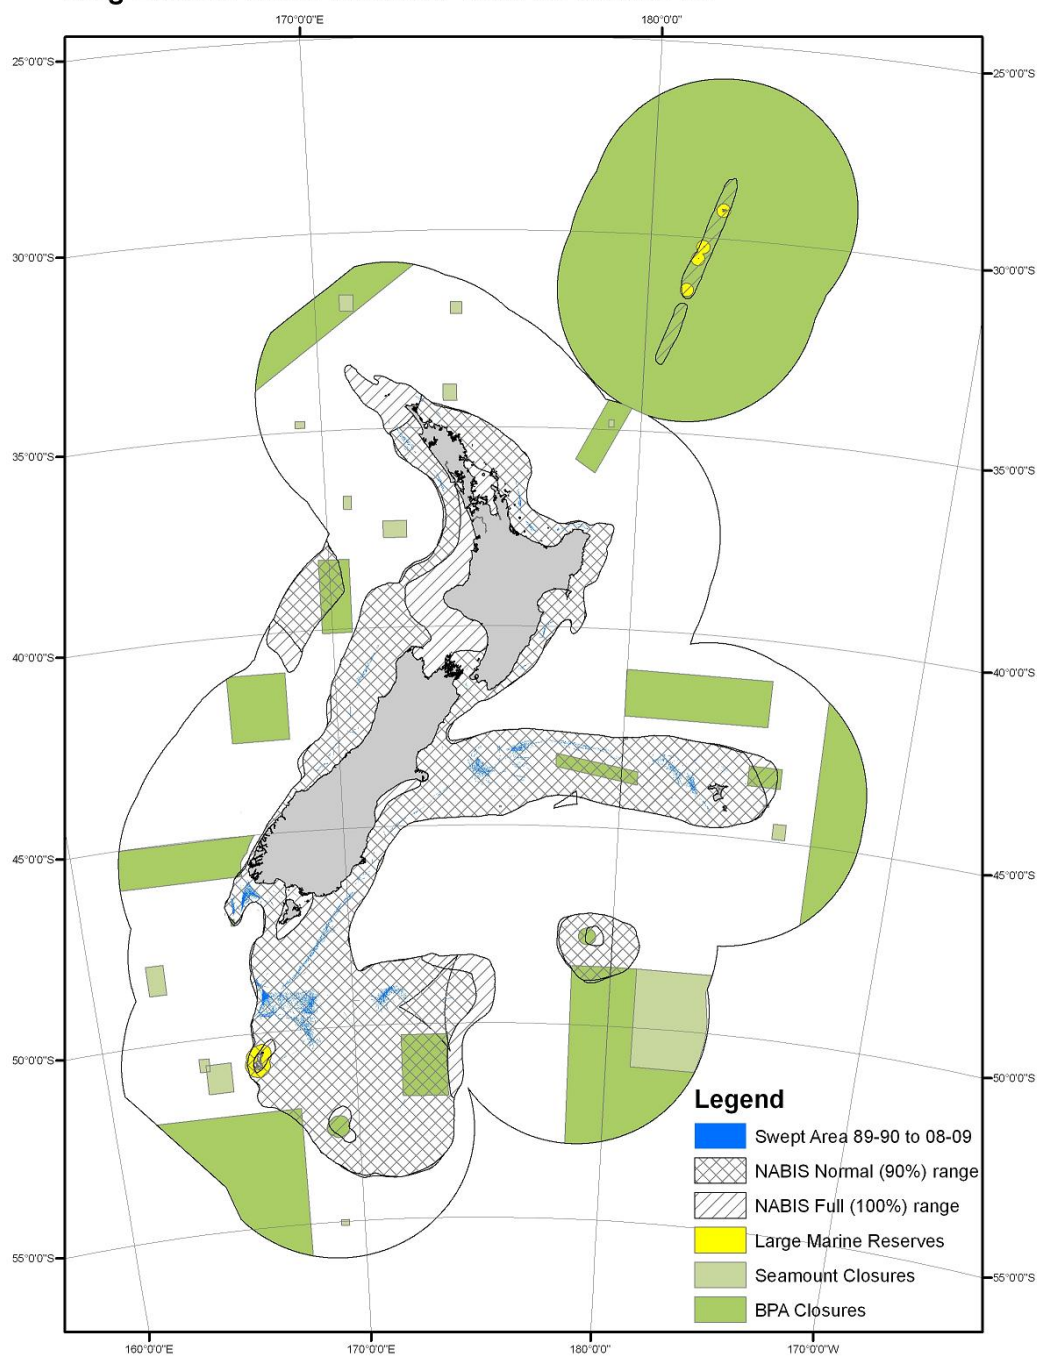 170°0'0"E
180°0'0"
25°0'0"S
25°0'0"S
30°0'0"S
30°0'0"S
35°0'0"S
35°0'0"S
40°0'0"S
40°0'0"S
45°0'0"S
45°0'0"S
50°0'0"S
50°0'0"S
55°0'0"S
55°0'0"S
Legend
Swept Area 89-90 to 08-09
NABIS Normal (90%) range
NABIS Full (100%) range
Large Marine Reserves
Seamount Closures
BPA Closures
160°0'0"E
170°0'0"E
180°0'0"
170°0'0"W